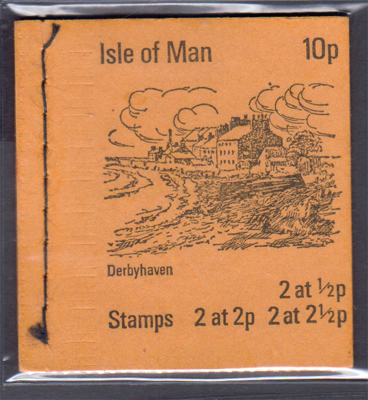 Isle of Man 10p
Derbyhaven
2 at ½p
Stamps 2 at 2p 2 at 2½p